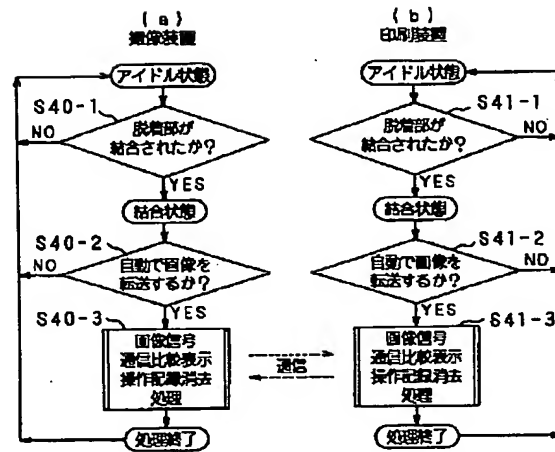 (a)
撮像装置
アイドル状態
S40-1
脱着部が
結合されたか?
NO
YES
結合状態
S40-2
自動で画像を
転送するか?
NO
YES
S40-3
画像信号
通信比較表示
操作記録消去
処理
処理終了
通信
(b)
印刷装置
アイドル状態
S41-1
脱着部が
結合されたか?
NO
YES
結合状態
S41-2
自動で画像を
転送するか?
NO
YES
S41-3
画像信号
通信比較表示
操作記録消去
処理
処理終了